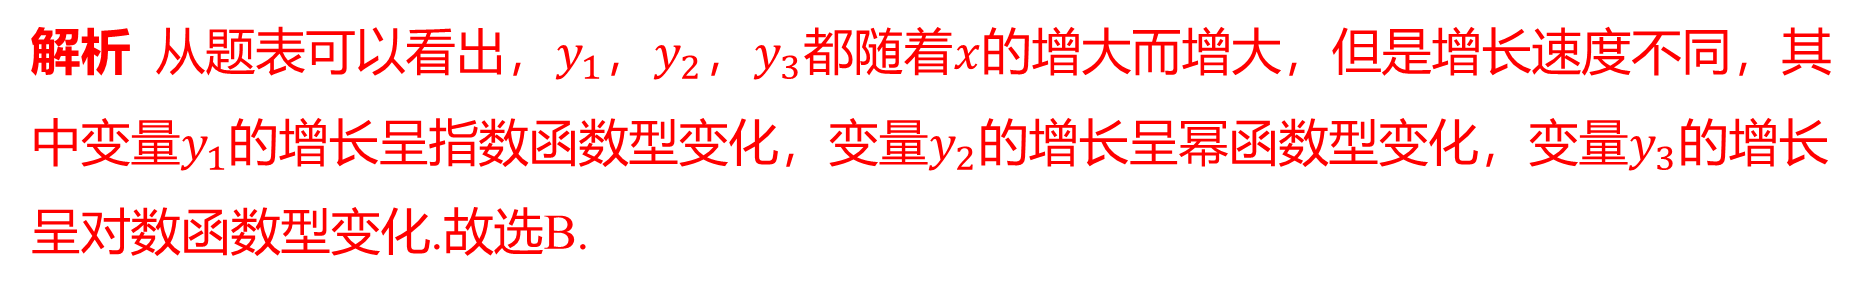 解析 从题表可以看出，y₁，y₂，y₃都随着x的增大而增大，但是增长速度不同，其
中变量y₁的增长呈指数函数型变化，变量y₂的增长呈幂函数型变化，变量y₃的增长
呈对数函数型变化.故选B.